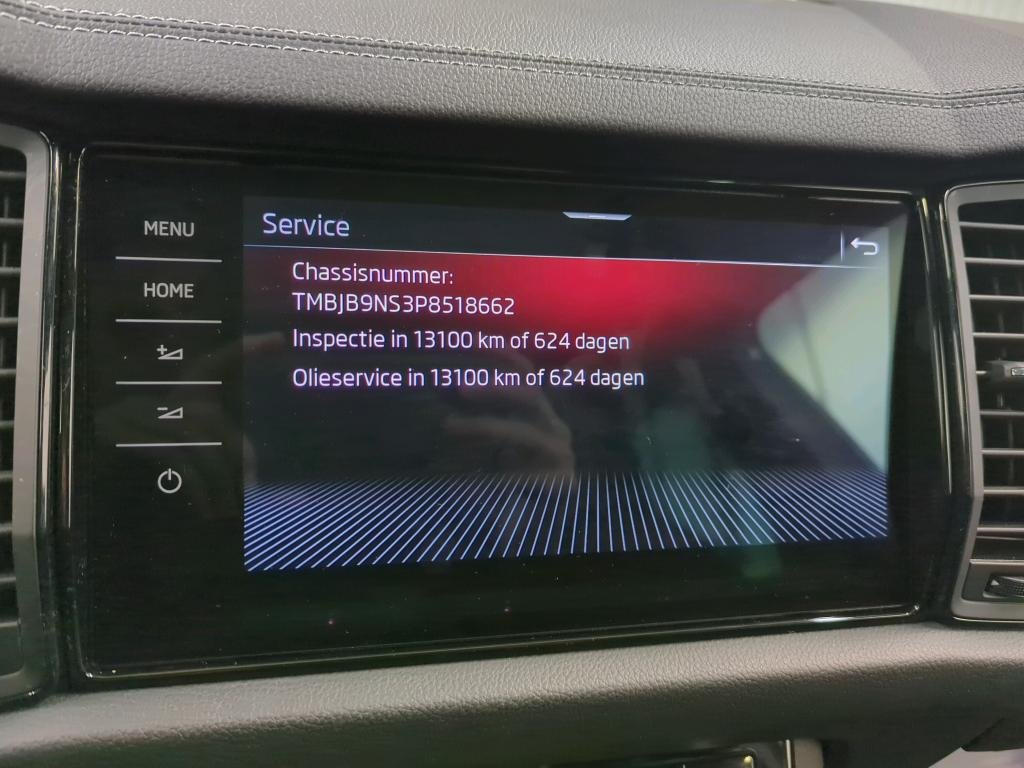 MENU
HOME
Service
Chassisnummer:
TMBJB9NS3P8518662
Inspectie in 13100 km of 624 dagen
Olieservice in 13100 km of 624 dagen